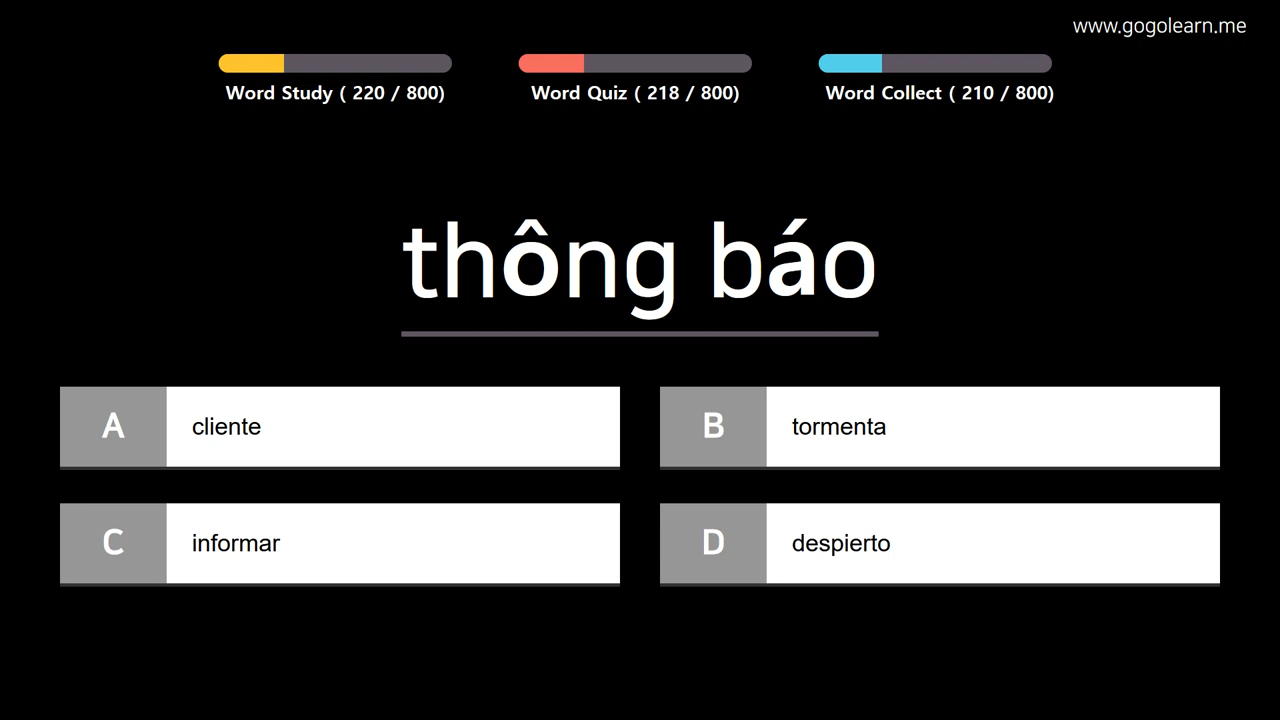 www.gogolearn.me
Word Study ( 220 / 800)
Word Quiz ( 218 / 800)
Word Collect ( 210 / 800)
thông báo
A cliente
B tormenta
C informar
D despierto